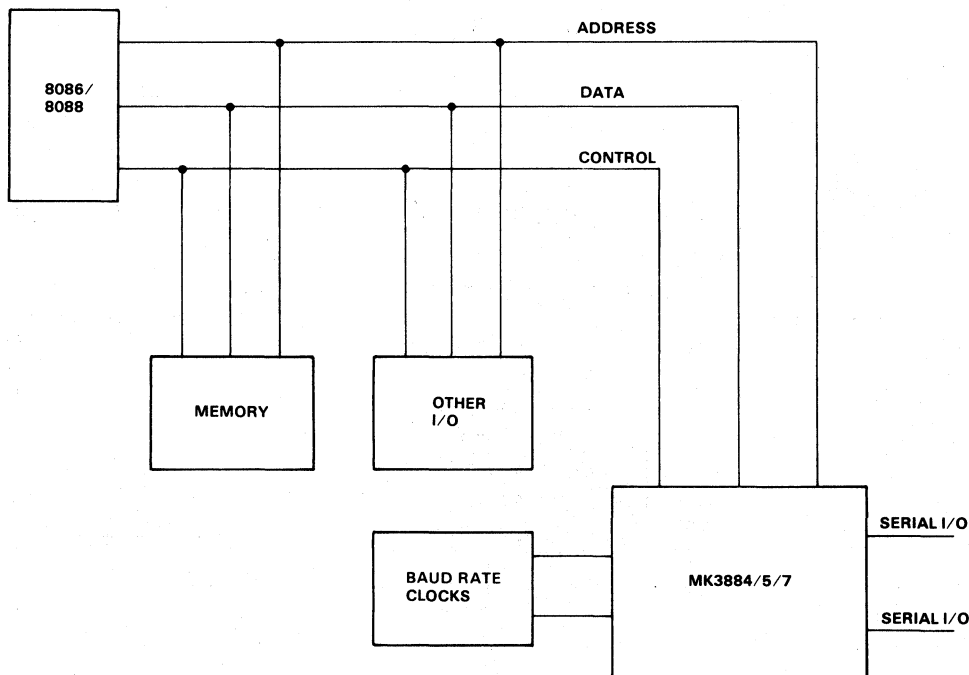 ADDRESS
8086/
8088
DATA
CONTROL
MEMORY
OTHER
I/O
SERIAL I/O
BAUD RATE
CLOCKS
MK3884/5/7
SERIAL I/O